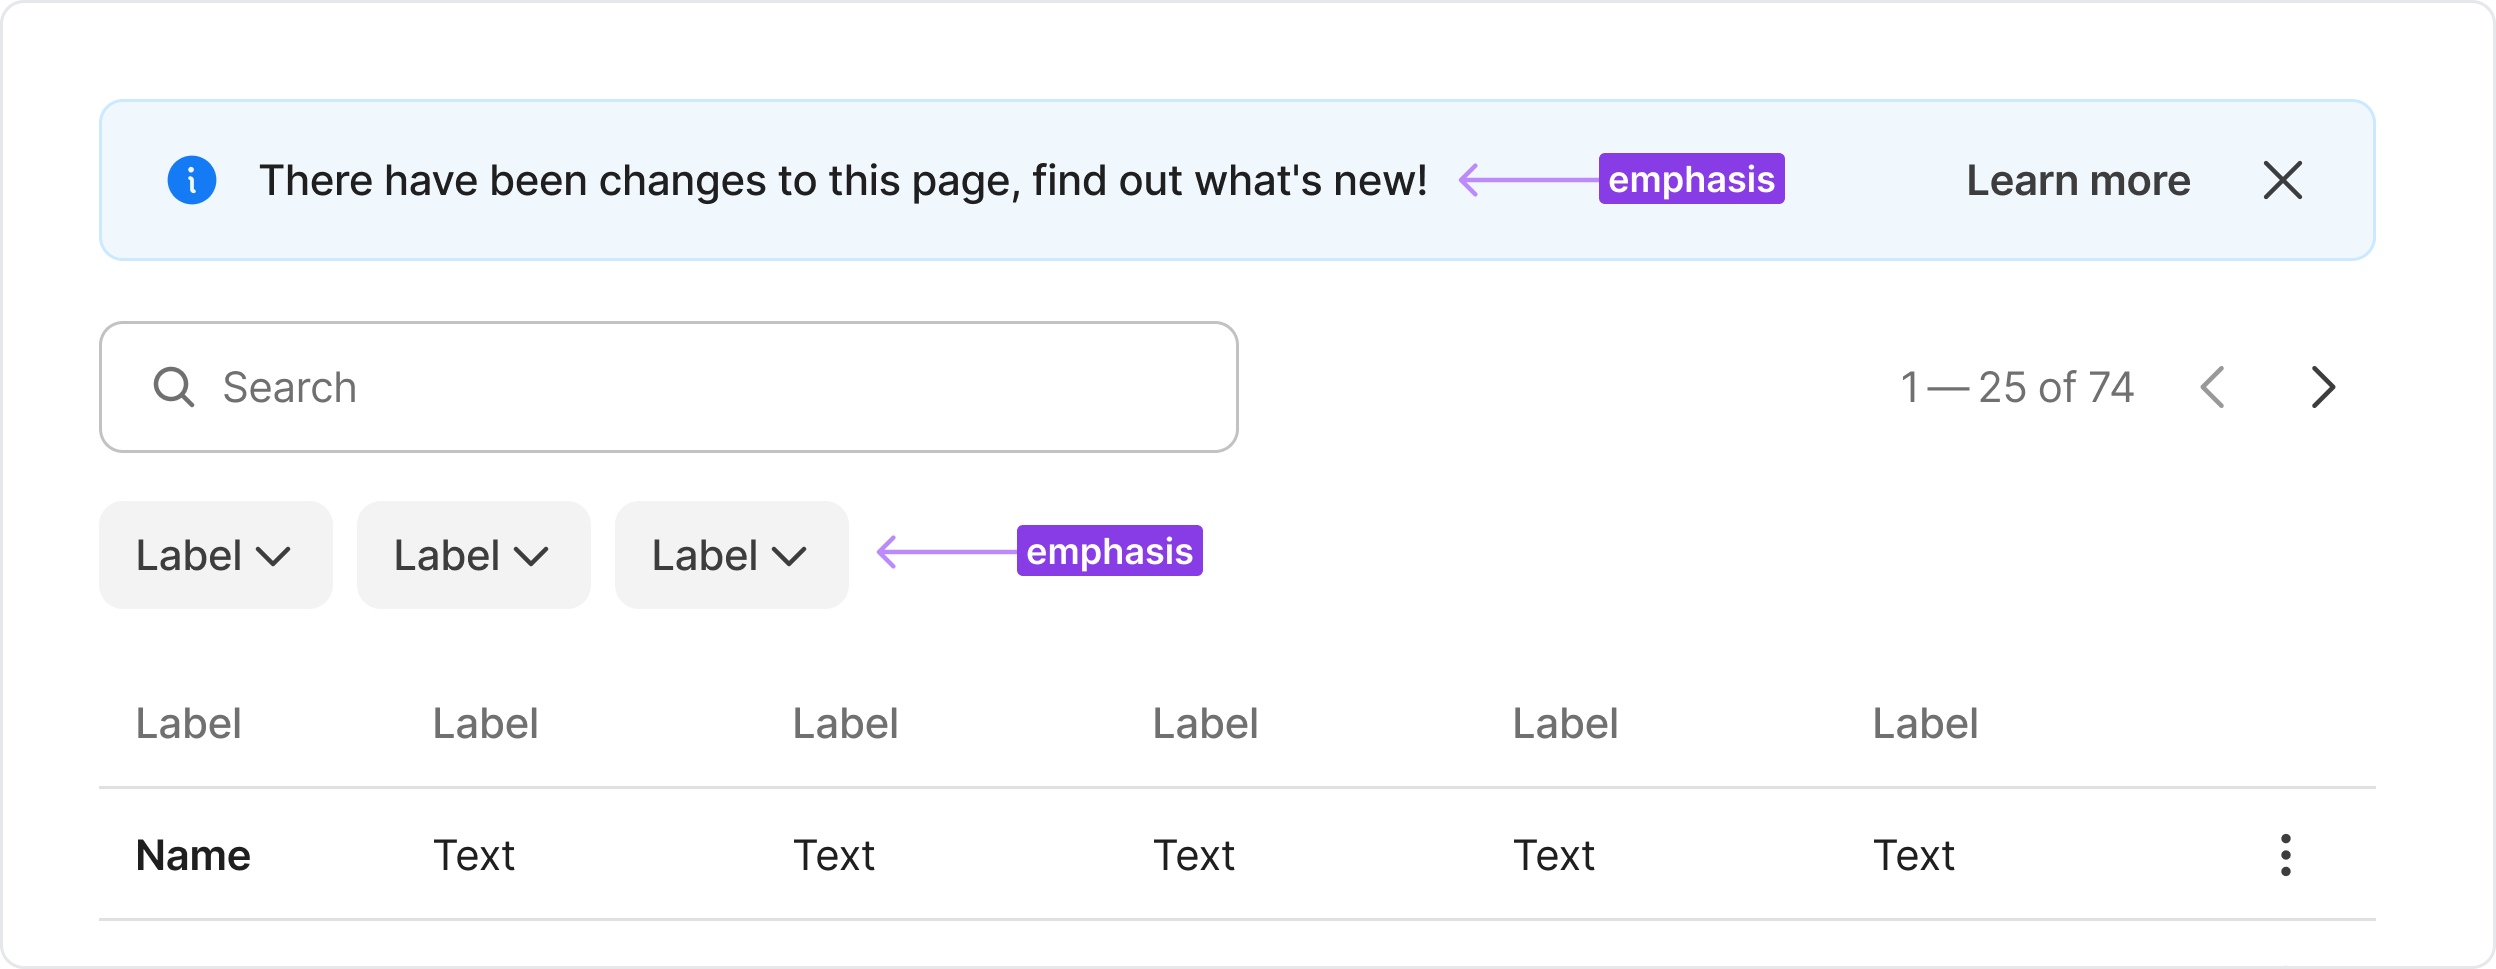 There have been changes to this page, find out what's new! emphasis Learn more
Search 1 — 25 of 74
Label Label Label emphasis
Label Label Label Label Label Label
Name Text Text Text Text Text